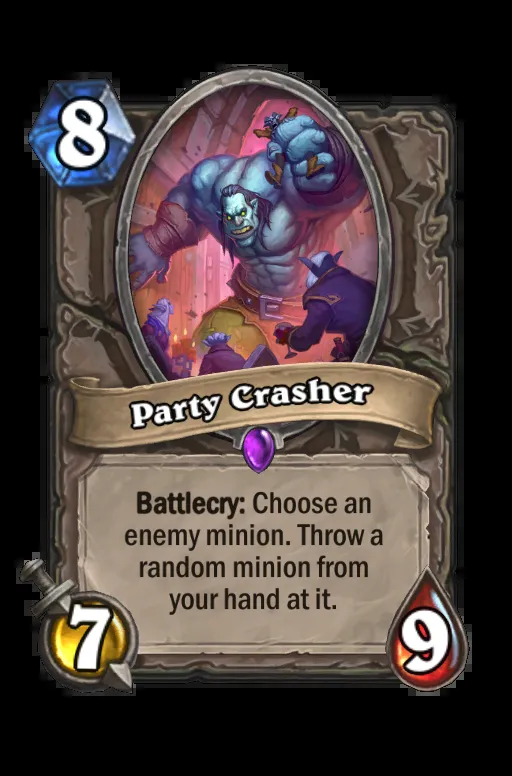 8
Party Crasher
Battlecry: Choose an
enemy minion. Throw a
random minion from
your hand at it.
7
9